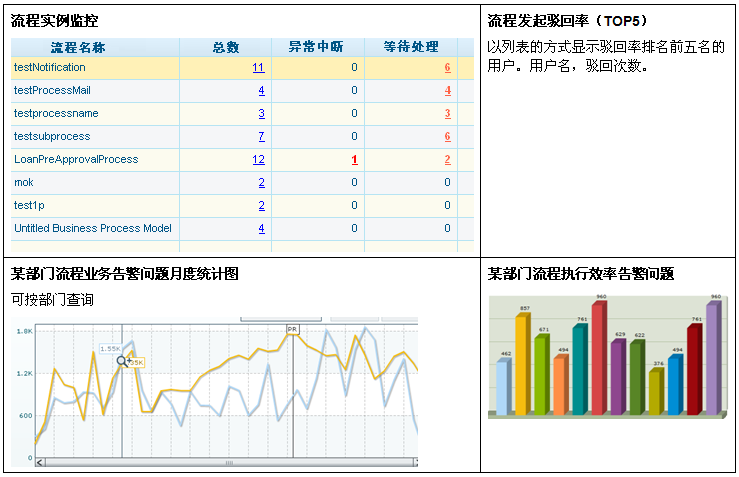 流程实例监控
流程名称 总数 异常中断 等待处理
testNotification 11 0 6
testProcessMail 4 0 4
testprocessname 3 0 3
testsubprocess 7 0 6
LoanPreApprovalProcess 12 1 2
mok 2 0 0
test1p 2 0 0
Untitled Business Process Model 4 0 0
流程发起驳回率（TOP5）
以列表的方式显示驳回率排名前五名的
用户。用户名，驳回次数。
某部门流程业务告警问题月度统计图
可按部门查询
PR
1.8K
1.55K
1.2K
600
0
某部门流程执行效率告警问题
462 857 671 494 761 960 629 622 376 494 761 960